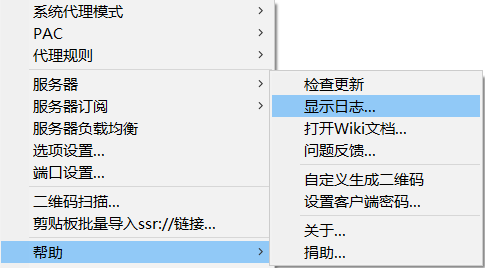 系统代理模式
PAC
代理规则
服务器
服务器订阅
服务器负载均衡
选项设置...
端口设置...
二维码扫描...
剪贴板批量导入ssr://链接...
帮助
检查更新
显示日志...
打开Wiki文档...
问题反馈...
自定义生成二维码
设置客户端密码...
关于...
捐助...